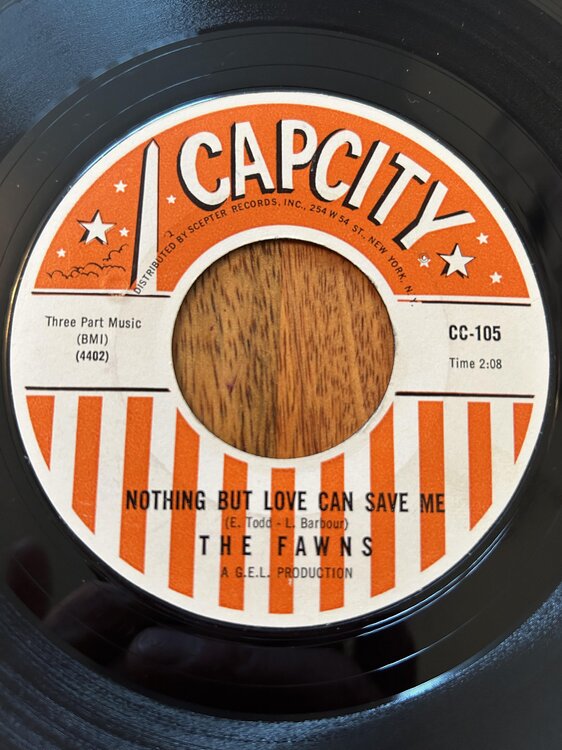 CAPCITY
DISTRIBUTED BY SCEPTER RECORDS, INC., 254 W 54 ST., NEW YORK, N.Y.
Three Part Music
(BMI)
(4402)
CC-105
Time 2:08
NOTHING BUT LOVE CAN SAVE ME
(E. Todd - L. Barbour)
THE FAWNS
A G.E.L. PRODUCTION